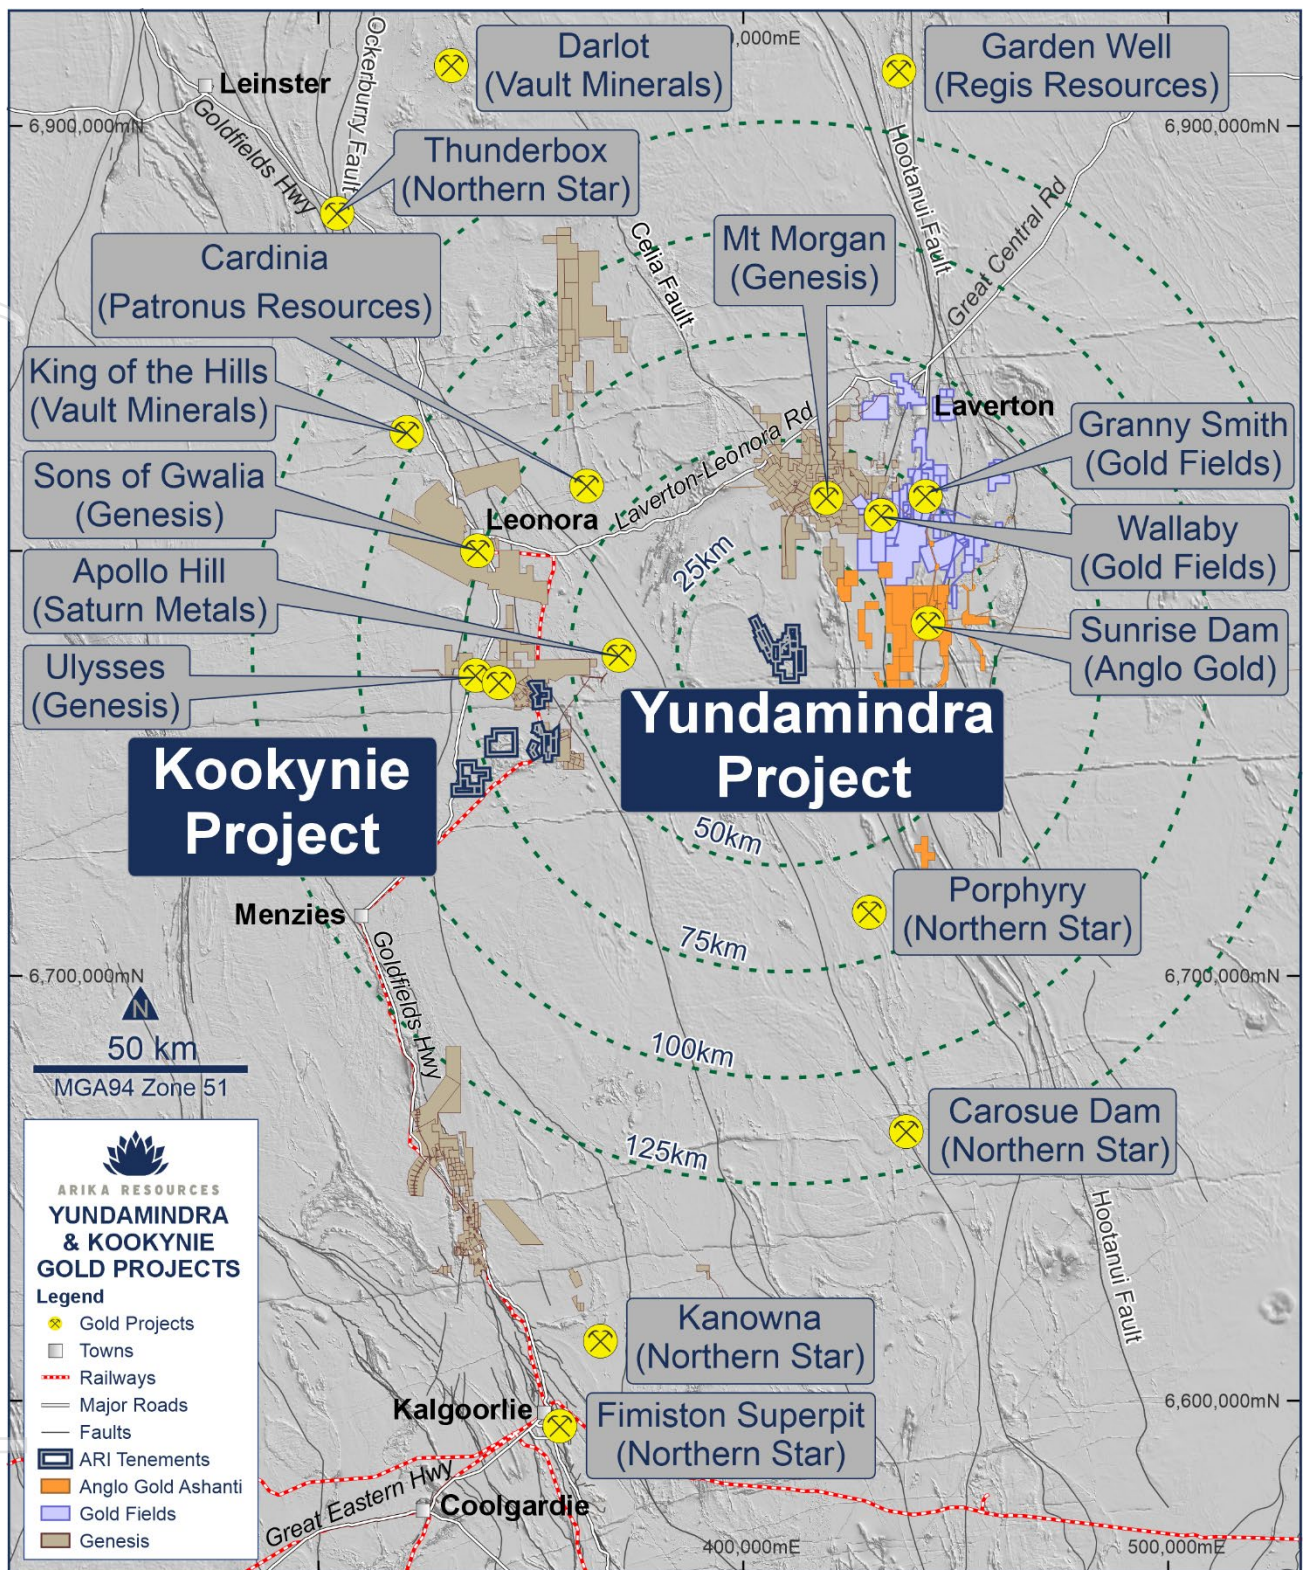 Darlot
(Vault Minerals)
,000mE
Garden Well
(Regis Resources)
Leinster
Ockerburry Fault
Goldfields Hwy
6,900,000mN
6,900,000mN
Hootanui Fault
Thunderbox
(Northern Star)
Great Central Rd
Celia Fault
Mt Morgan
(Genesis)
Cardinia
(Patronus Resources)
King of the Hills
(Vault Minerals)
Laverton
Laverton-Leonora Rd
Granny Smith
(Gold Fields)
Sons of Gwalia
(Genesis)
Leonora
Wallaby
(Gold Fields)
25km
Apollo Hill
(Saturn Metals)
Sunrise Dam
(Anglo Gold)
Ulysses
(Genesis)
Yundamindra
Project
Kookynie
Project
50km
Porphyry
(Northern Star)
Menzies
75km
Goldfields Hwy
6,700,000mN
6,700,000mN
N
50 km
MGA94 Zone 51
100km
Carosue Dam
(Northern Star)
125km
Hootanui Fault
ARIKA RESOURCES
YUNDAMINDRA
& KOOKYNIE
GOLD PROJECTS
Legend
Gold Projects
Towns
Railways
Major Roads
Faults
ARI Tenements
Anglo Gold Ashanti
Gold Fields
Genesis
Kanowna
(Northern Star)
Kalgoorlie
6,600,000mN
Fimiston Superpit
(Northern Star)
Great Eastern Hwy
Coolgardie
400,000mE
500,000mE